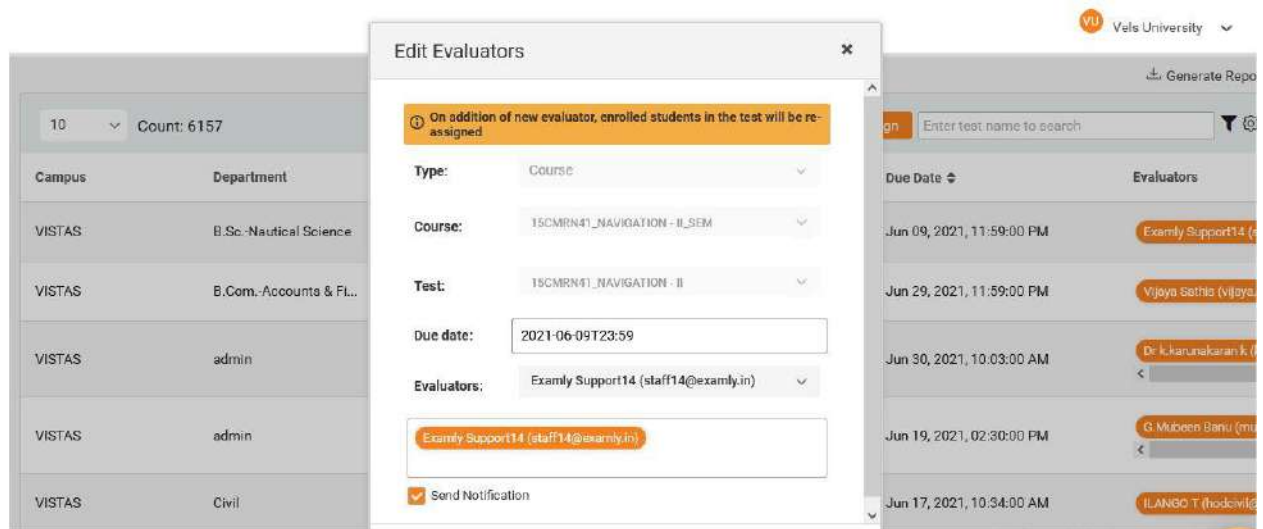 VU Vels University
Edit Evaluators
Generate Repo
10 Count: 6157
On addition of new evaluator, enrolled students in the test will be re-
assigned
gn Enter test name to search
Campus Department Due Date Evaluators
Type: Course
Course: 15CMRN41_NAVIGATION - II_SEM
VISTAS B.Sc.-Nautical Science Jun 09, 2021, 11:59:00 PM Examly Support14 (s
Test: 15CMRN41_NAVIGATION - II
VISTAS B.Com.-Accounts & Fi... Jun 29, 2021, 11:59:00 PM Vijaya Sathis (vijaya.
Due date: 2021-06-09T23:59
VISTAS admin Jun 30, 2021, 10:03:00 AM Dr k.karunakaran k (
Evaluators: Examly Support14 (staff14@examly.in)
Examly Support14 (staff14@examly.in)
VISTAS admin Jun 19, 2021, 02:30:00 PM G.Mubeen Banu (mu
Send Notification
VISTAS Civil Jun 17, 2021, 10:34:00 AM ILANGO T (hodcivil@